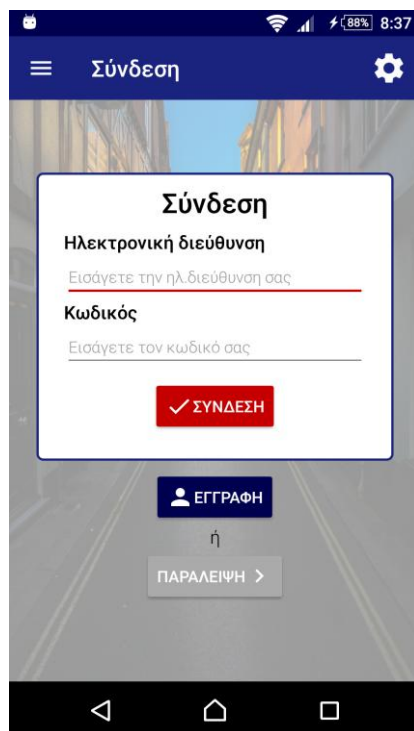 88% 8:37
Σύνδεση
Σύνδεση
Ηλεκτρονική διεύθυνση
Εισάγετε την ηλ.διεύθυνση σας
Κωδικός
Εισάγετε τον κωδικό σας
ΣΥΝΔΕΣΗ
ΕΓΓΡΑΦΗ
ή
ΠΑΡΑΛΕΙΨΗ